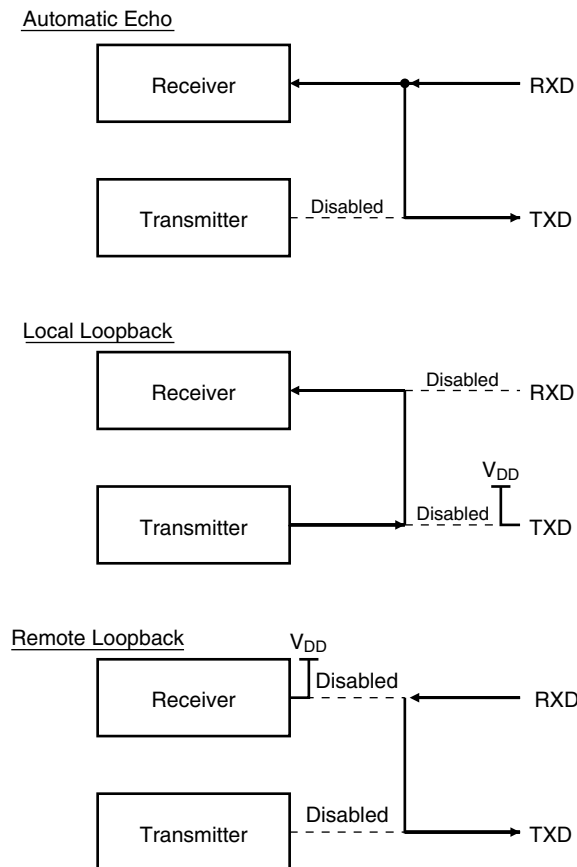 Automatic Echo
Receiver
RXD
Transmitter
Disabled
TXD
Local Loopback
Receiver
Disabled
RXD
VDD
Transmitter
Disabled
TXD
Remote Loopback
VDD
Receiver
Disabled
RXD
Transmitter
Disabled
TXD